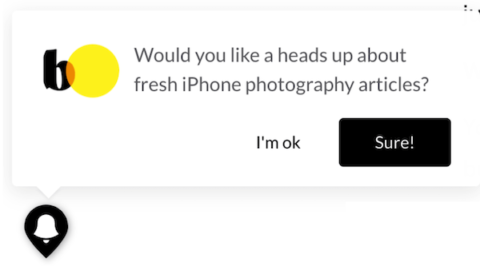 b
Would you like a heads up about
fresh iPhone photography articles?
I'm ok
Sure!